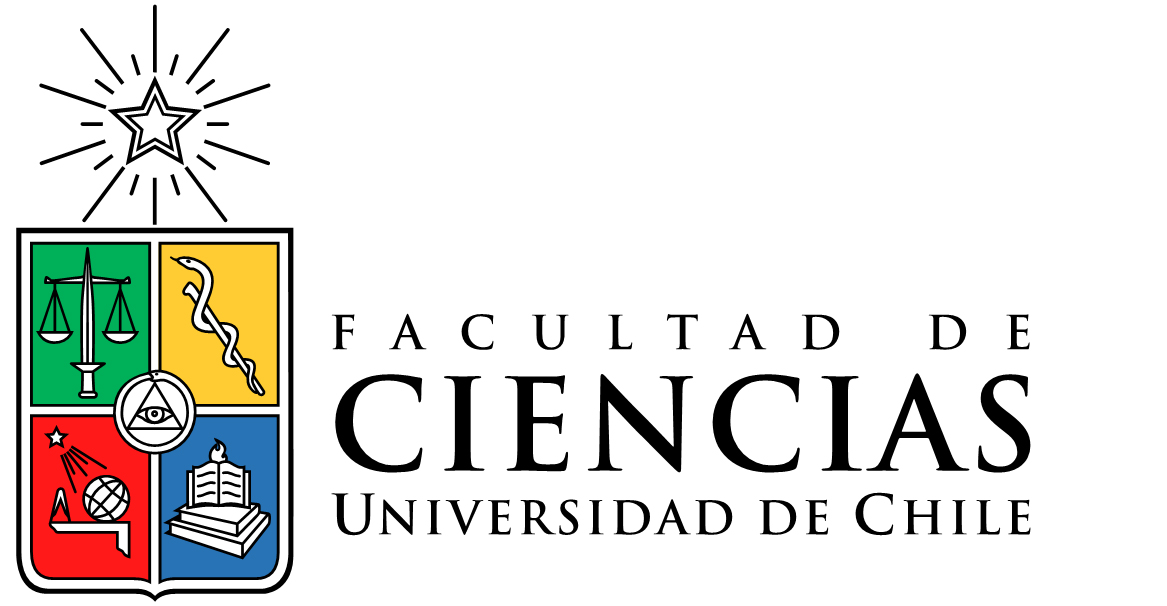 FACULTAD DE
CIENCIAS
UNIVERSIDAD DE CHILE